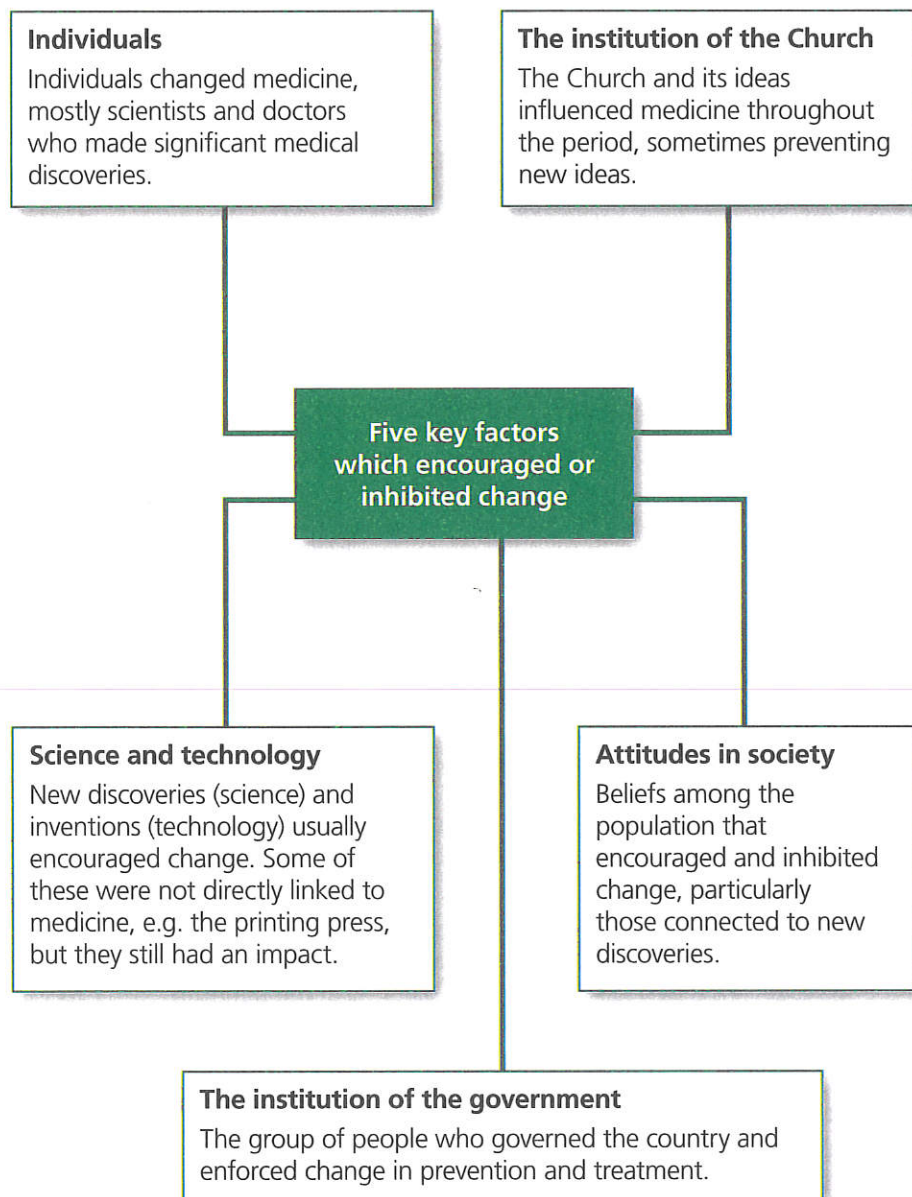 Individuals
Individuals changed medicine,
mostly scientists and doctors
who made significant medical
discoveries.
The institution of the Church
The Church and its ideas
influenced medicine throughout
the period, sometimes preventing
new ideas.
Five key factors
which encouraged or
inhibited change
Science and technology
New discoveries (science) and
inventions (technology) usually
encouraged change. Some of
these were not directly linked to
medicine, e.g. the printing press,
but they still had an impact.
Attitudes in society
Beliefs among the
population that
encouraged and inhibited
change, particularly
those connected to new
discoveries.
The institution of the government
The group of people who governed the country and
enforced change in prevention and treatment.